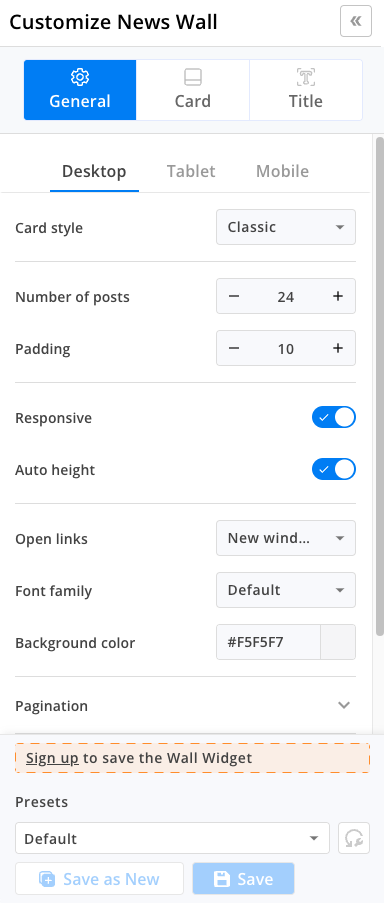 Customize News Wall
General Card Title
Desktop Tablet Mobile
Card style Classic
Number of posts 24
Padding 10
Responsive
Auto height
Open links New wind...
Font family Default
Background color #F5F5F7
Pagination
Sign up to save the Wall Widget
Presets
Default
Save as New Save